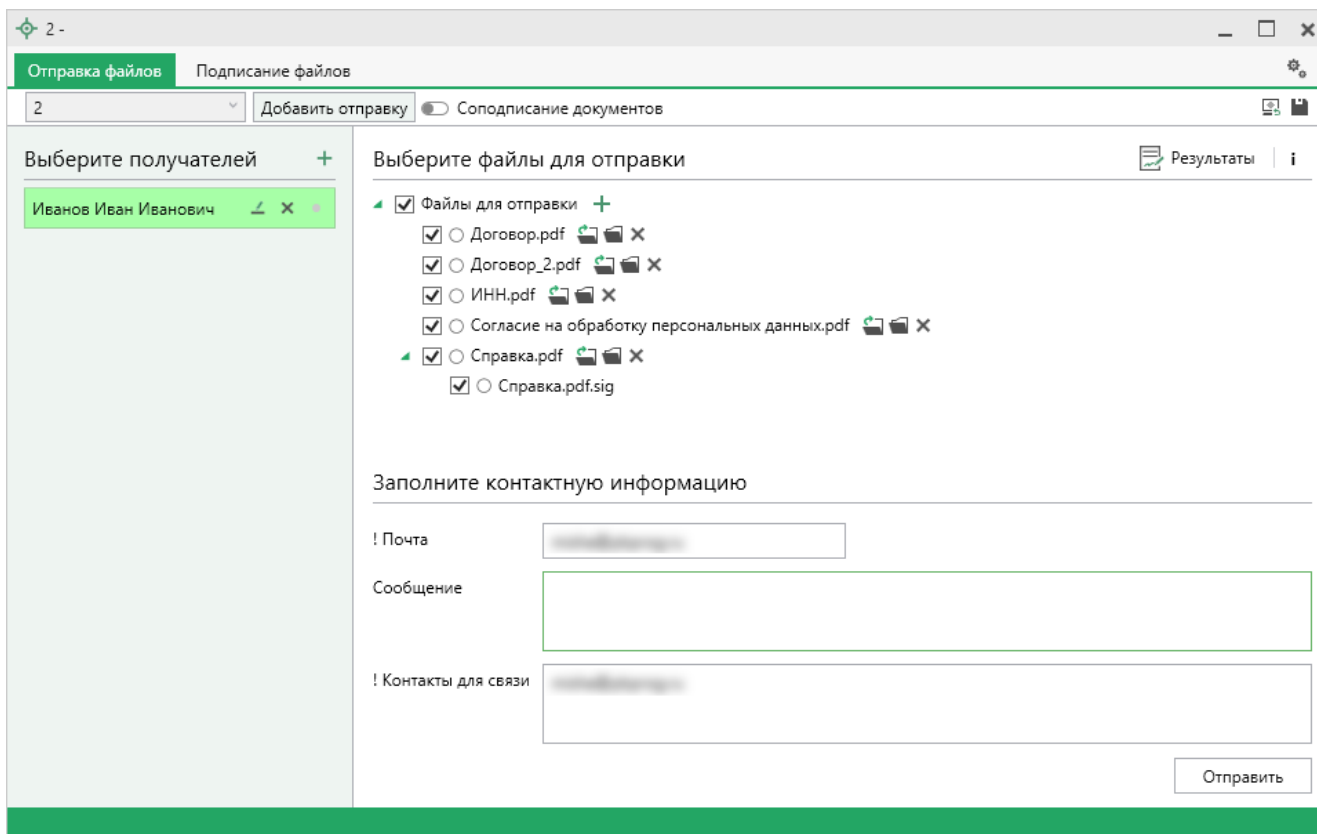 2 -
Отправка файлов
Подписание файлов
2
Добавить отправку
Соподписание документов
Выберите получателей
Иванов Иван Иванович
Выберите файлы для отправки
Результаты
i
Файлы для отправки
Договор.pdf
Договор_2.pdf
ИНН.pdf
Согласие на обработку персональных данных.pdf
Справка.pdf
Справка.pdf.sig
Заполните контактную информацию
! Почта
Сообщение
! Контакты для связи
Отправить